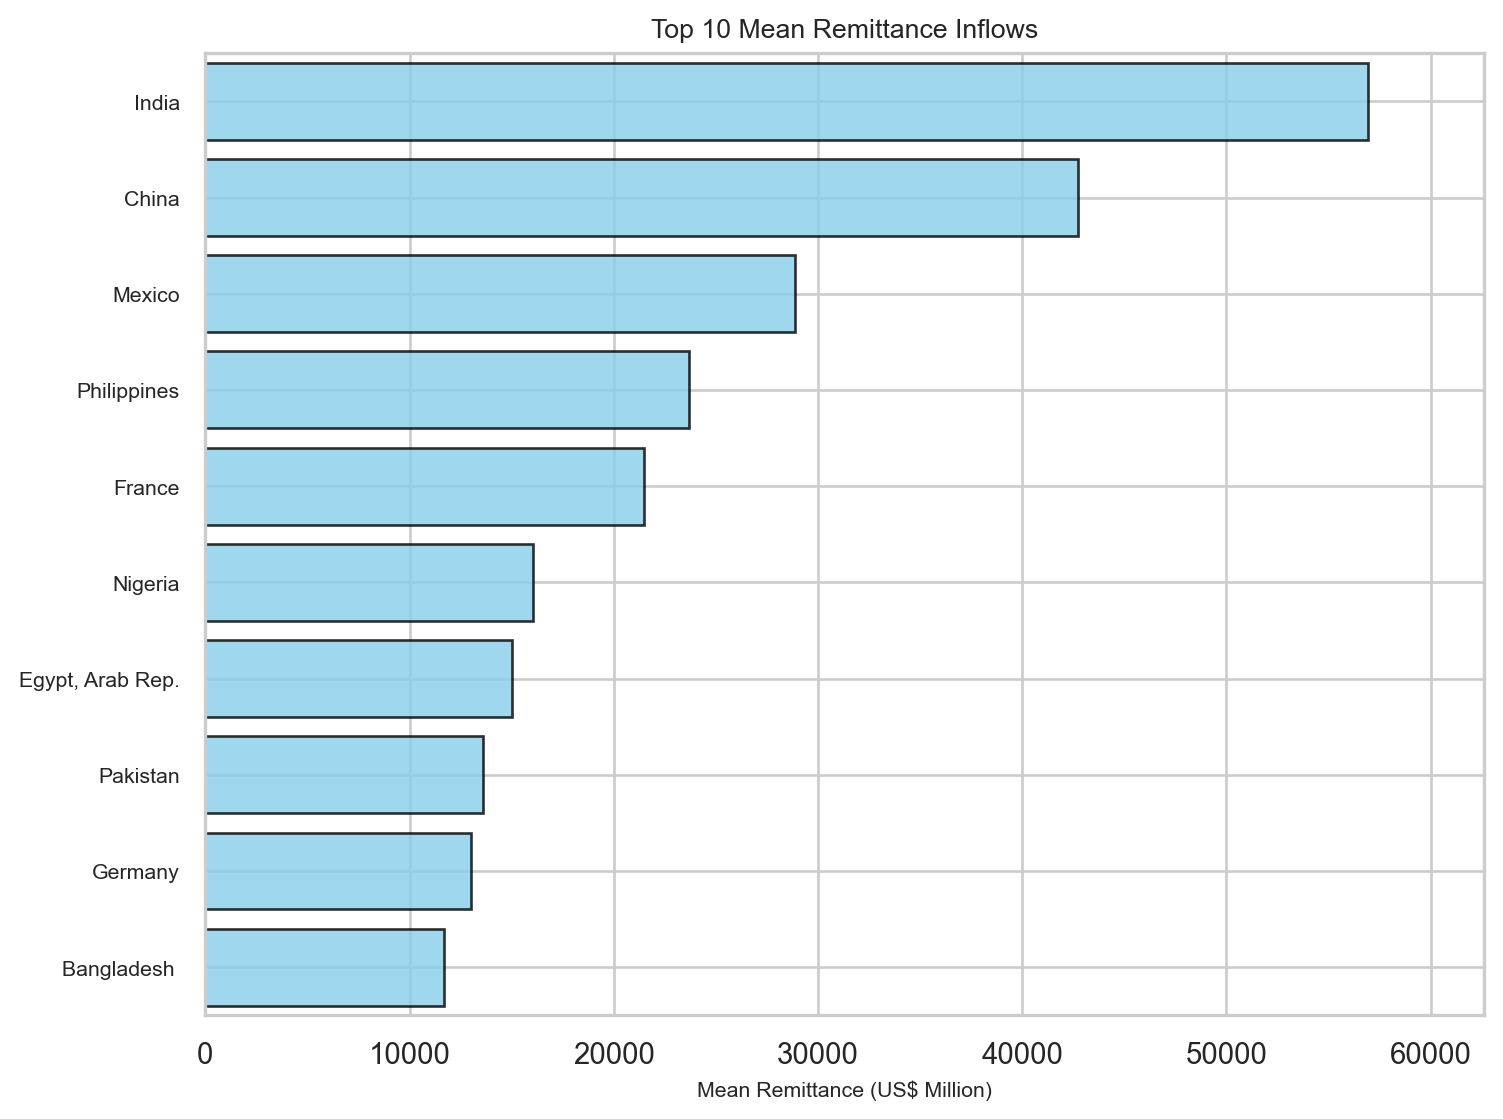 Top 10 Mean Remittance Inflows
India
China
Mexico
Philippines
France
Nigeria
Egypt, Arab Rep.
Pakistan
Germany
Bangladesh
0 10000 20000 30000 40000 50000 60000
Mean Remittance (US$ Million)